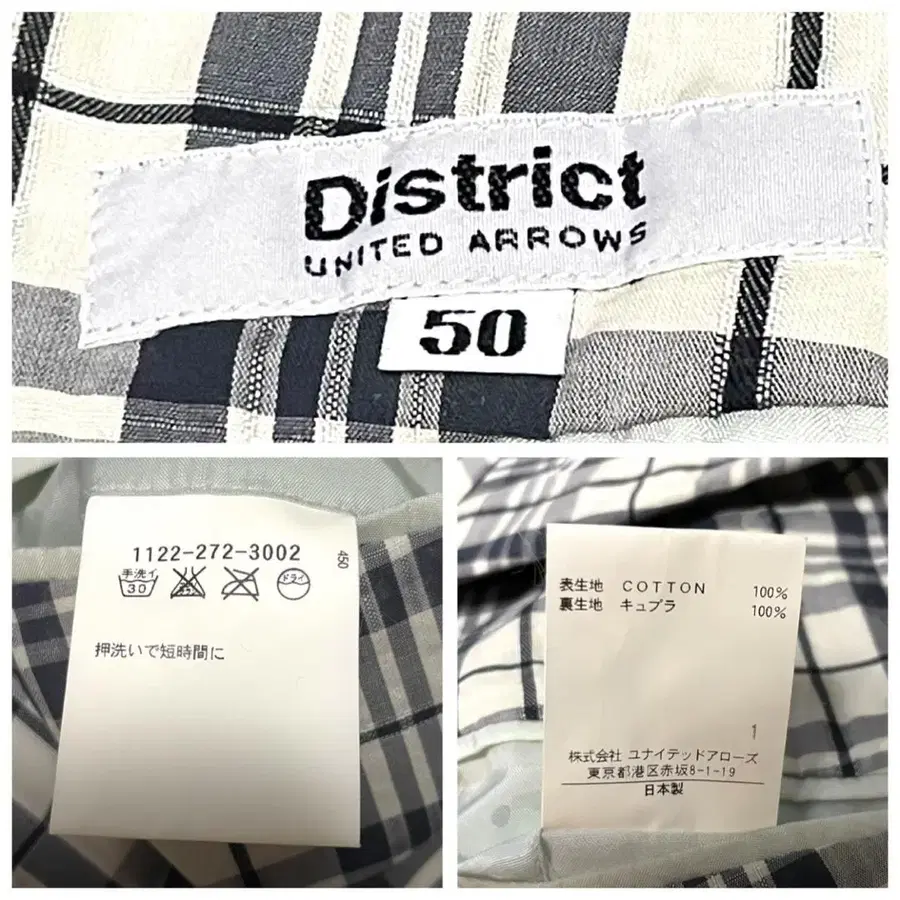 District
UNITED ARROWS
50
1122-272-3002
450
手洗イ
30
ドライ
押洗いで短時間に
表生地 COTTON 100%
裏生地 キュプラ 100%
1
株式会社 ユナイテッドアローズ
東京都港区赤坂8-1-19
日本製